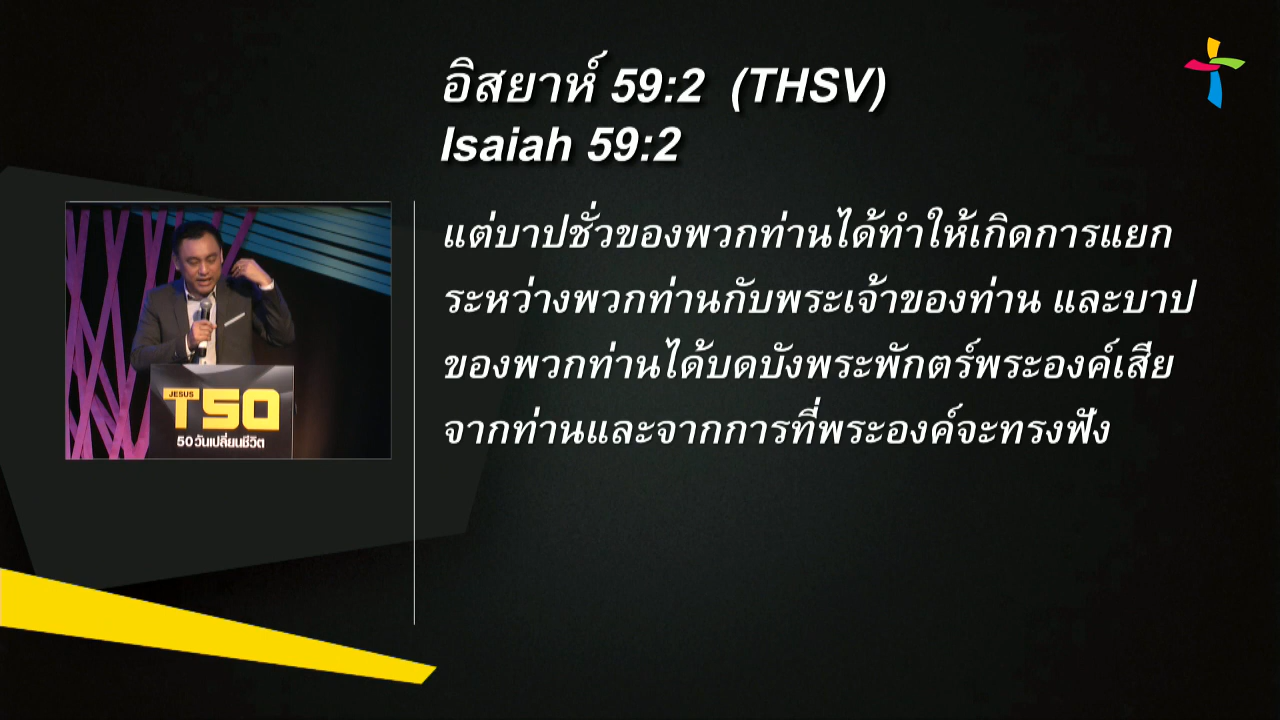 อิสยาห์ 59:2 (THSV)
Isaiah 59:2
แต่บาปชั่วของพวกท่านได้ทำให้เกิดการแยก
ระหว่างพวกท่านกับพระเจ้าของท่าน และบาป
ของพวกท่านได้บดบังพระพักตร์พระองค์เสีย
จากท่านและจากการที่พระองค์จะทรงฟัง
JESUS
T50
50 วันเปลี่ยนชีวิต